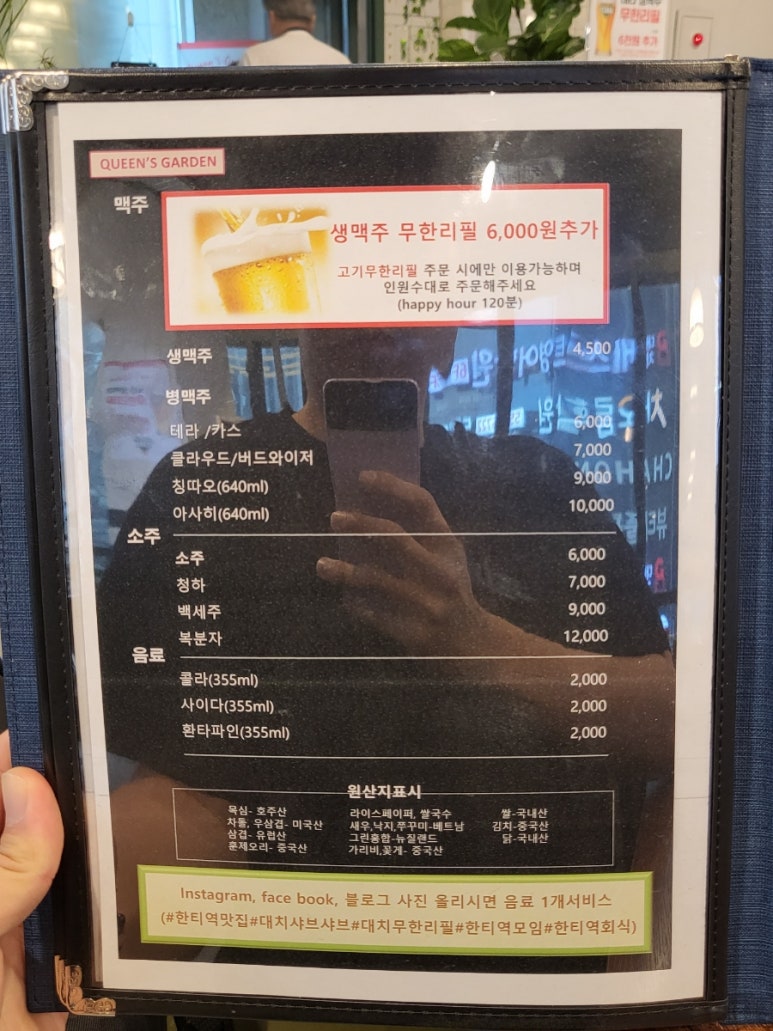 무한리필
6천원 추가
QUEEN'S GARDEN
맥주
생맥주 무한리필 6,000원추가
고기무한리필 주문 시에만 이용가능하며
인원수대로 주문해주세요
(happy hour 120분)
생맥주 4,500
병맥주
테라 /카스 6,000
클라우드/버드와이저 7,000
칭따오(640ml) 9,000
아사히(640ml) 10,000
소주
소주 6,000
청하 7,000
백세주 9,000
복분자 12,000
음료
콜라(355ml) 2,000
사이다(355ml) 2,000
환타파인(355ml) 2,000
원산지표시
목심- 호주산 라이스페이퍼, 쌀국수 쌀-국내산
차돌, 우삼겹- 미국산 새우,낙지,쭈꾸미-베트남 김치-중국산
삼겹- 유럽산 그린홍합-뉴질랜드 닭-국내산
훈제오리- 중국산 가리비,꽃게- 중국산
Instagram, face book, 블로그 사진 올리시면 음료 1개서비스
(#한티역맛집#대치샤브샤브#대치무한리필#한티역모임#한티역회식)